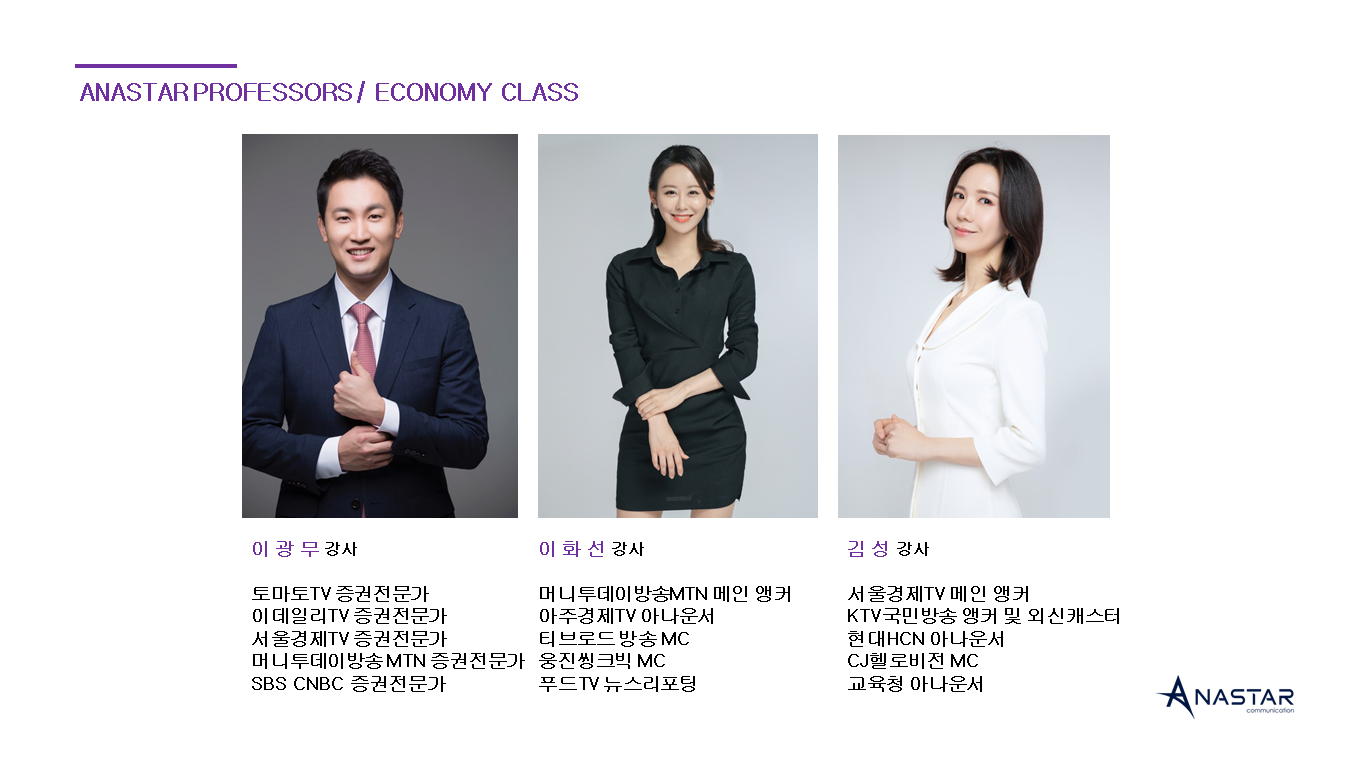 ANASTAR PROFESSORS / ECONOMY CLASS
이 광 무 강사
토마토TV 증권전문가
이데일리TV 증권전문가
서울경제TV 증권전문가
머니투데이방송 MTN 증권전문가
SBS CNBC 증권전문가
이 화 선 강사
머니투데이방송MTN 메인 앵커
아주경제TV 아나운서
티브로드 방송 MC
웅진씽크빅 MC
푸드TV 뉴스리포팅
김 성 강사
서울경제TV 메인 앵커
KTV국민방송 앵커 및 외신캐스터
현대HCN 아나운서
CJ헬로비전 MC
교육청 아나운서
ANASTAR
communication